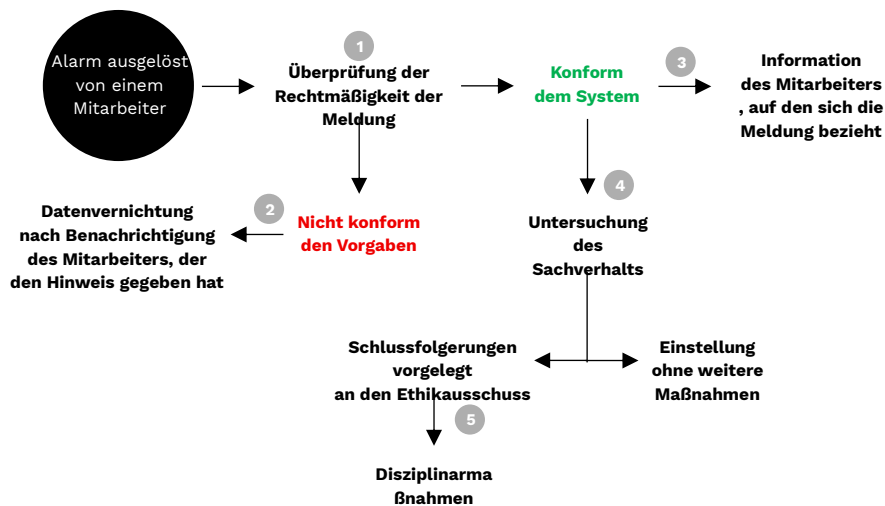 Alarm ausgelöst
von einem
Mitarbeiter
1
Überprüfung der
Rechtmäßigkeit der
Meldung
Konform
dem System
3
Information
des Mitarbeiters
, auf den sich die
Meldung bezieht
2
Datenvernichtung
nach Benachrichtigung
des Mitarbeiters, der
den Hinweis gegeben hat
Nicht konform
den Vorgaben
4
Untersuchung
des
Sachverhalts
Schlussfolgerungen
vorgelegt
an den Ethikausschuss
Einstellung
ohne weitere
Maßnahmen
5
Disziplinarma
ßnahmen